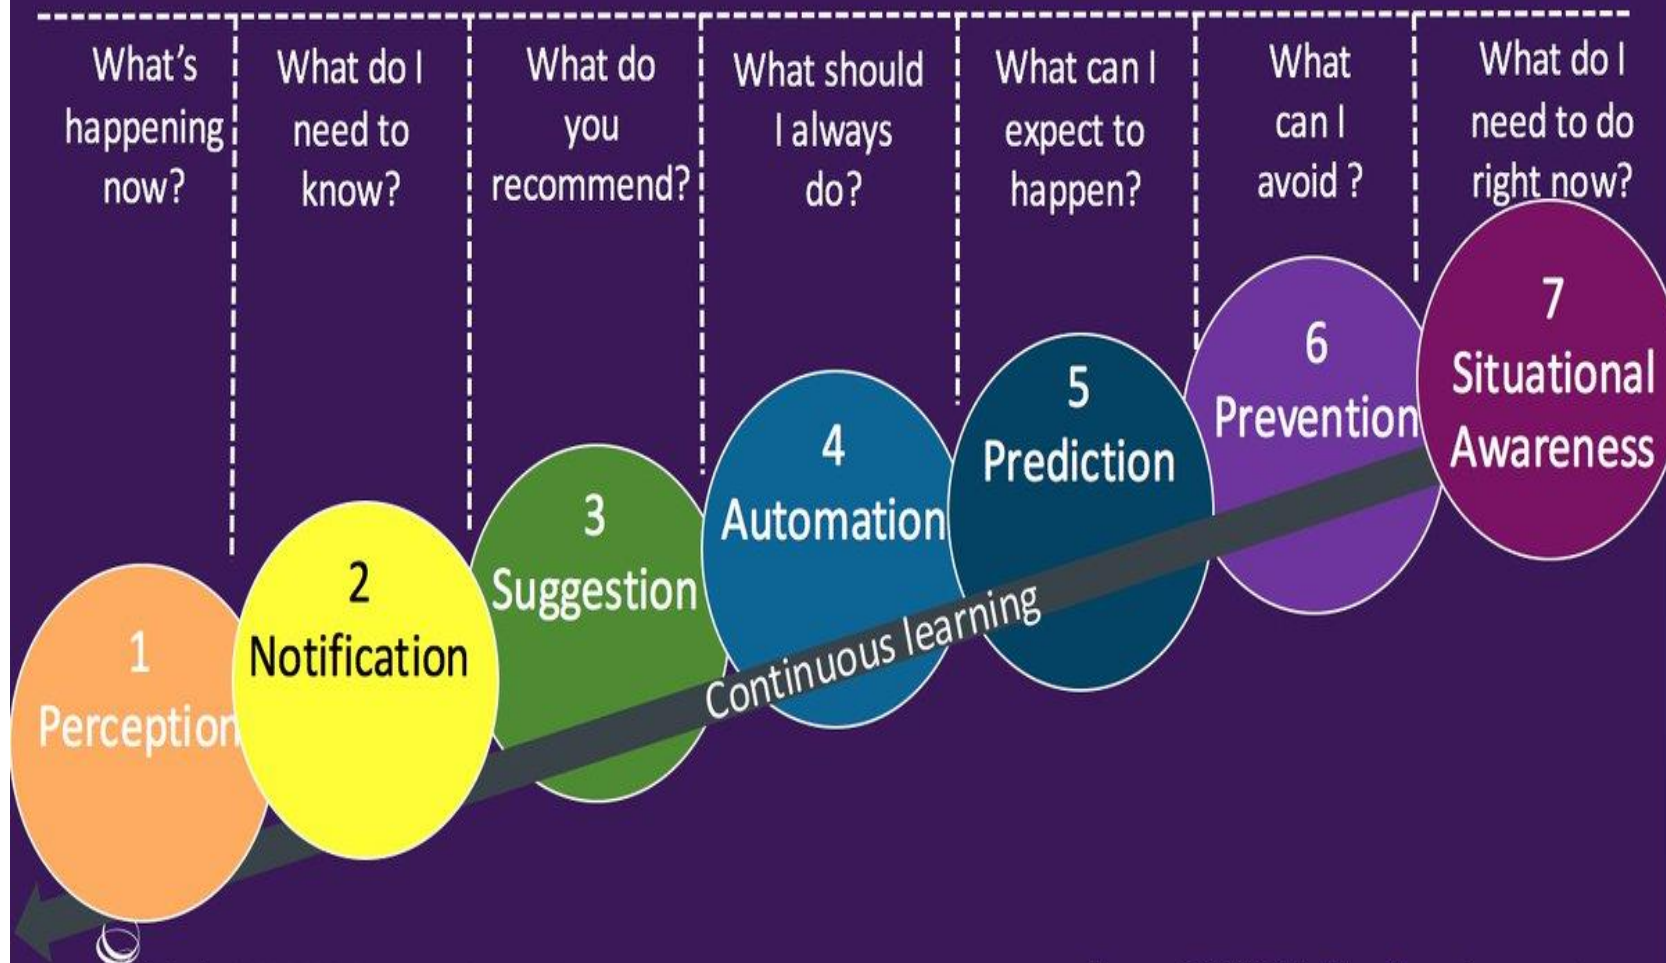 What's
happening
now?
What do I
need to
know?
What do
you
recommend?
What should
I always
do?
What can I
expect to
happen?
What
can I
avoid ?
What do I
need to do
right now?
1
Perception
2
Notification
3
Suggestion
4
Automation
5
Prediction
6
Prevention
7
Situational
Awareness
Continuous learning